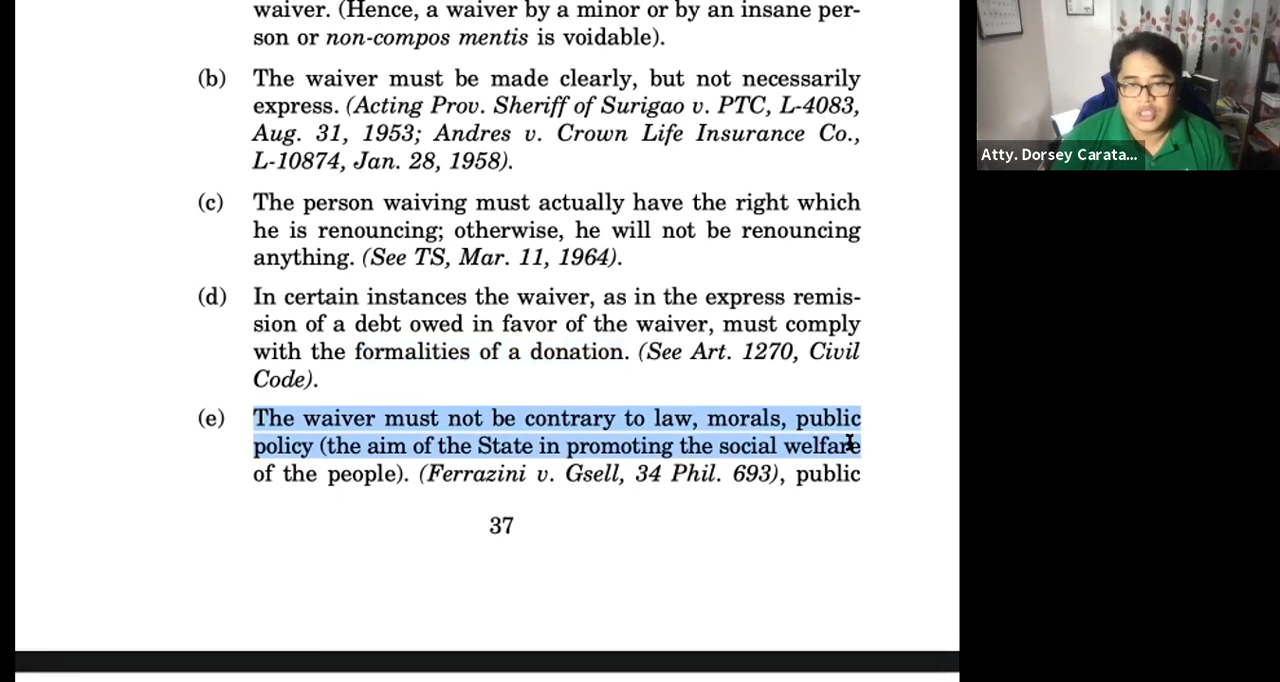 waiver. (Hence, a waiver by a minor or by an insane per-
son or non-compos mentis is voidable).
(b) The waiver must be made clearly, but not necessarily
express. (Acting Prov. Sheriff of Surigao v. PTC, L-4083,
Aug. 31, 1953; Andres v. Crown Life Insurance Co.,
L-10874, Jan. 28, 1958).
(c) The person waiving must actually have the right which
he is renouncing; otherwise, he will not be renouncing
anything. (See TS, Mar. 11, 1964).
(d) In certain instances the waiver, as in the express remis-
sion of a debt owed in favor of the waiver, must comply
with the formalities of a donation. (See Art. 1270, Civil
Code).
(e) The waiver must not be contrary to law, morals, public
policy (the aim of the State in promoting the social welfare
of the people). (Ferrazini v. Gsell, 34 Phil. 693), public
37
Atty. Dorsey Carata...